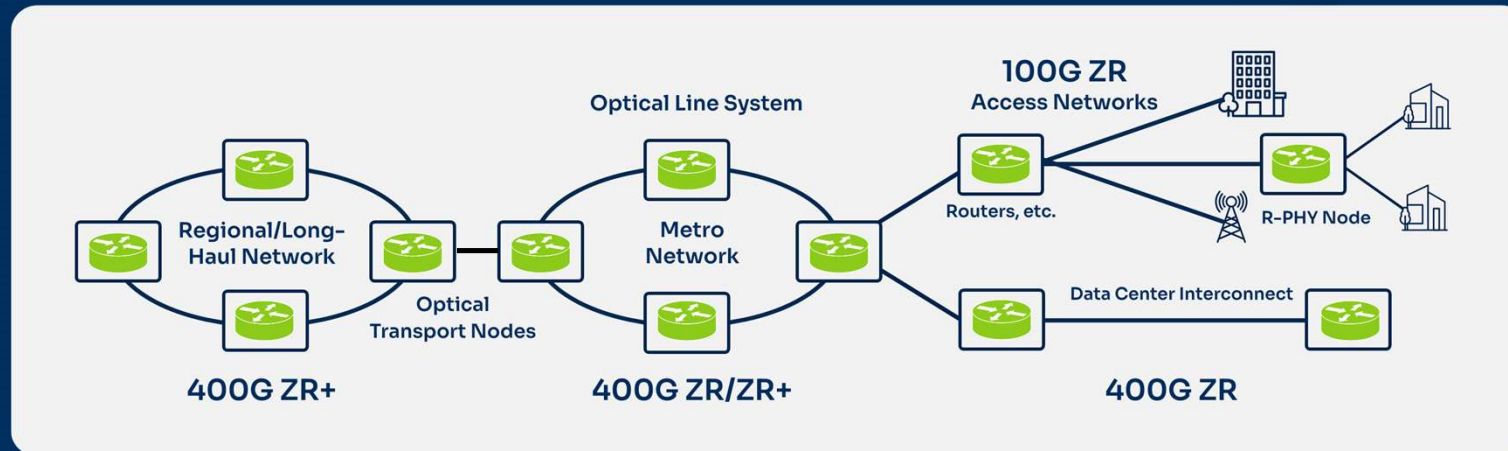 100G ZR
Access Networks
Optical Line System
Routers, etc.
R-PHY Node
Regional/Long-
Haul Network
Metro
Network
Optical
Transport Nodes
Data Center Interconnect
400G ZR+
400G ZR/ZR+
400G ZR